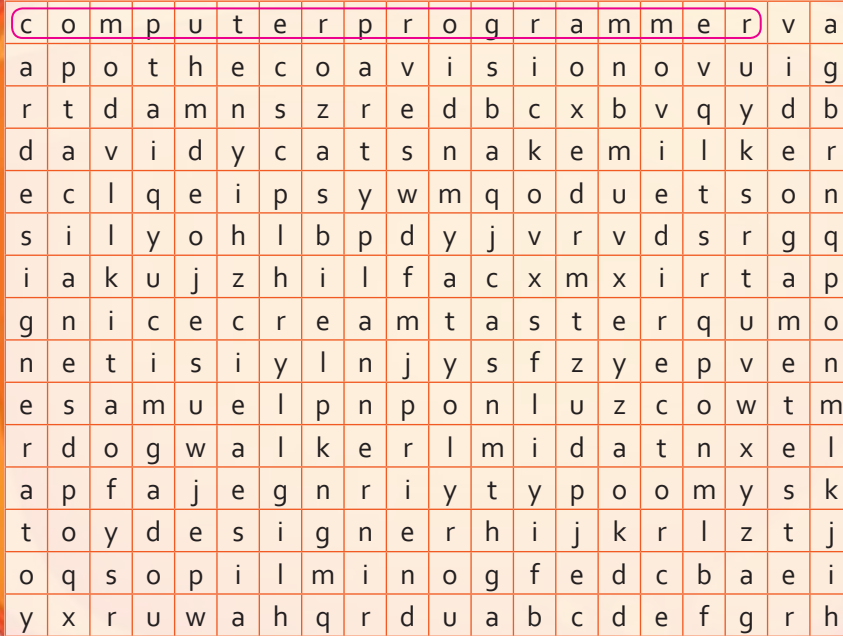 c o m p u t e r p r o g r a m m e r v a
a p o t h e c o a v i s i o n o v u i g
r t d a m n s z r e d b c x b v q y d b
d a v i d y c a t s n a k e m i l k e r
e c l q e i p s y w m q o d u e t s o n
s i l y o h l b p d y j v r v d s r g q
i a k u j z h i l f a c x m x i r t a p
g n i c e c r e a m t a s t e r q u m o
n e t i s i y l n j y s f z y e p v e n
e s a m u e l p n p o n l u z c o w t m
r d o g w a l k e r l m i d a t n x e l
a p f a j e g n r i y t y p o o m y s k
t o y d e s i g n e r h i j k r l z t j
o q s o p i l m i n o g f e d c b a e i
y x r u w a h q r d u a b c d e f g r h